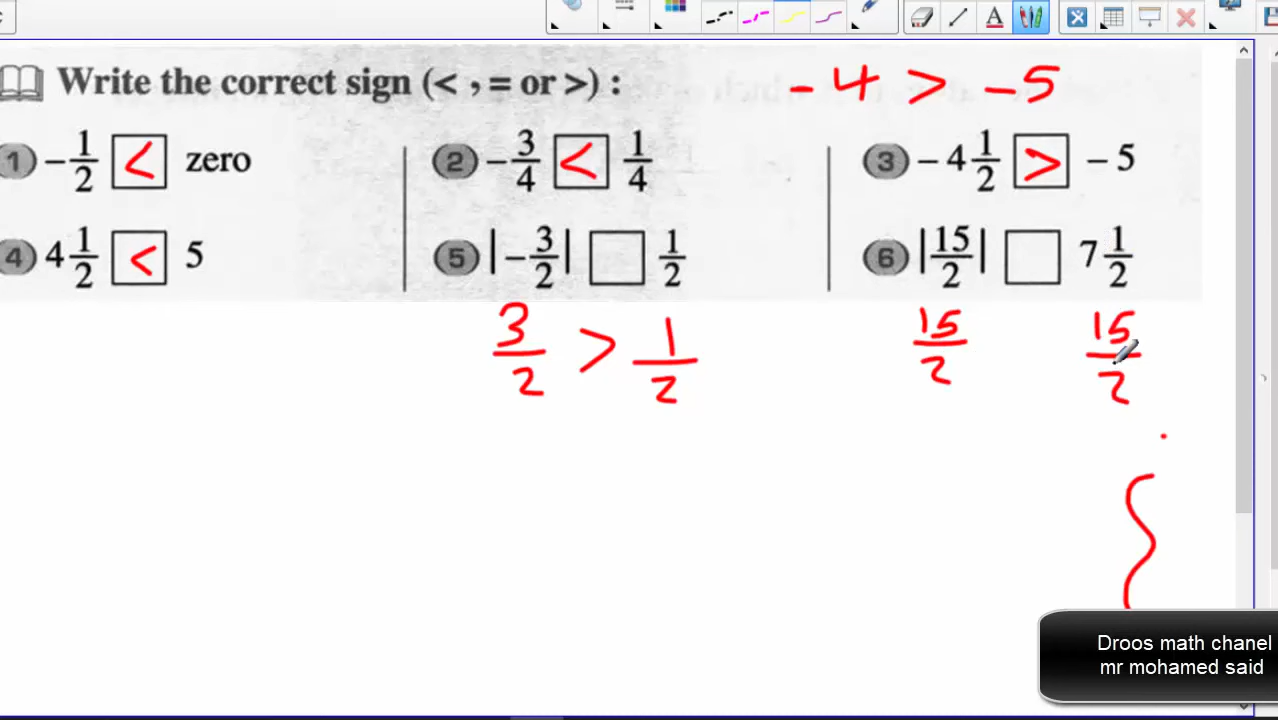 Write the correct sign (< , = or >) : - 4 > - 5
1 -1/2 < zero
2 -3/4 < 1/4
3 - 4 1/2 > - 5
4 4 1/2 < 5
5 |-3/2| 1/2
6 |15/2| 7 1/2
3/2 > 1/2
15/2 15/2
Droos math chanel
mr mohamed said